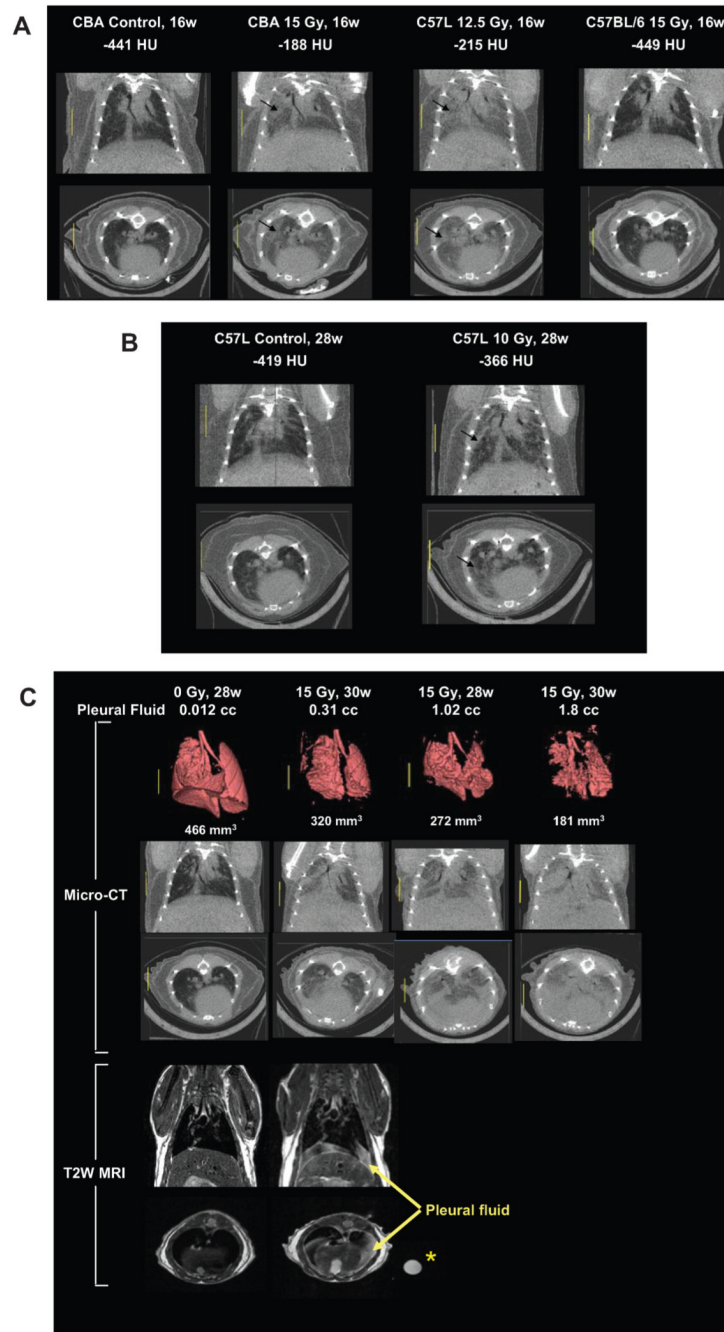 A
CBA Control, 16w CBA 15 Gy, 16w C57L 12.5 Gy, 16w C57BL/6 15 Gy, 16w
-441 HU -188 HU -215 HU -449 HU
B
C57L Control, 28w C57L 10 Gy, 28w
-419 HU -366 HU
C
0 Gy, 28w 15 Gy, 30w 15 Gy, 28w 15 Gy, 30w
Pleural Fluid 0.012 cc 0.31 cc 1.02 cc 1.8 cc
466 mm³ 320 mm³ 272 mm³ 181 mm³
Micro-CT
T2W MRI
Pleural fluid
*